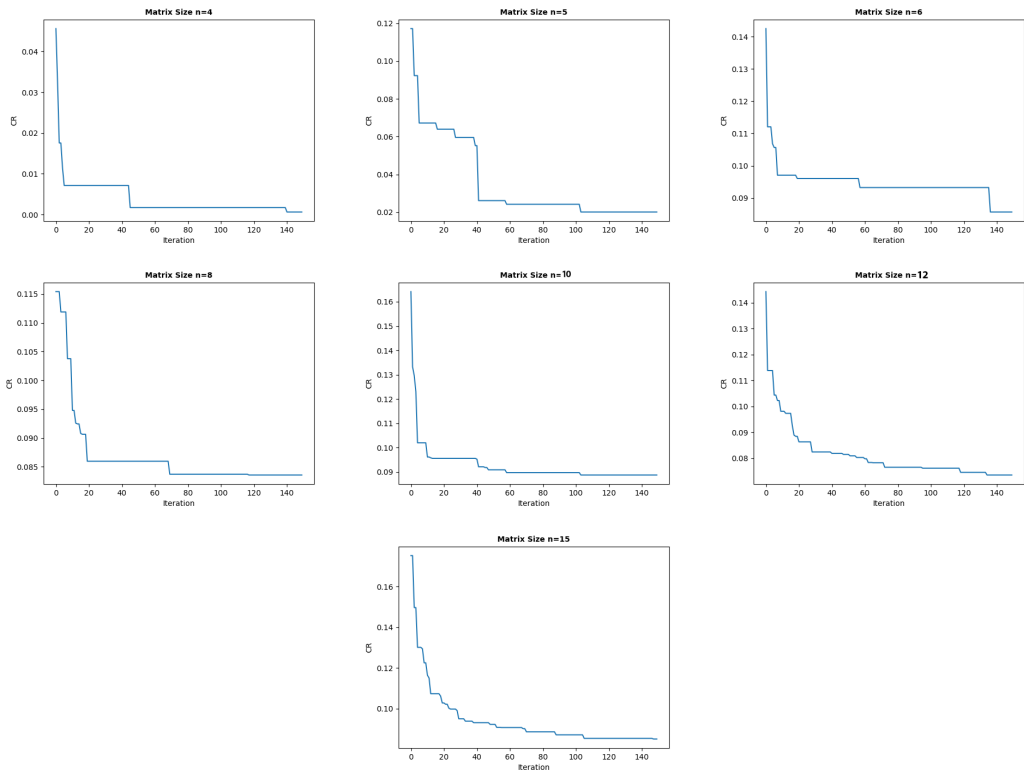 Matrix Size n=4
CR
0.04
0.03
0.02
0.01
0.00
0 20 40 60 80 100 120 140
Iteration
Matrix Size n=5
CR
0.12
0.10
0.08
0.06
0.04
0.02
0 20 40 60 80 100 120 140
Iteration
Matrix Size n=6
CR
0.14
0.13
0.12
0.11
0.10
0.09
0 20 40 60 80 100 120 140
Iteration
Matrix Size n=8
CR
0.115
0.110
0.105
0.100
0.095
0.090
0.085
0 20 40 60 80 100 120 140
Iteration
Matrix Size n=10
CR
0.16
0.15
0.14
0.13
0.12
0.11
0.10
0.09
0 20 40 60 80 100 120 140
Iteration
Matrix Size n=12
CR
0.14
0.13
0.12
0.11
0.10
0.09
0.08
0 20 40 60 80 100 120 140
Iteration
Matrix Size n=15
CR
0.16
0.14
0.12
0.10
0 20 40 60 80 100 120 140
Iteration